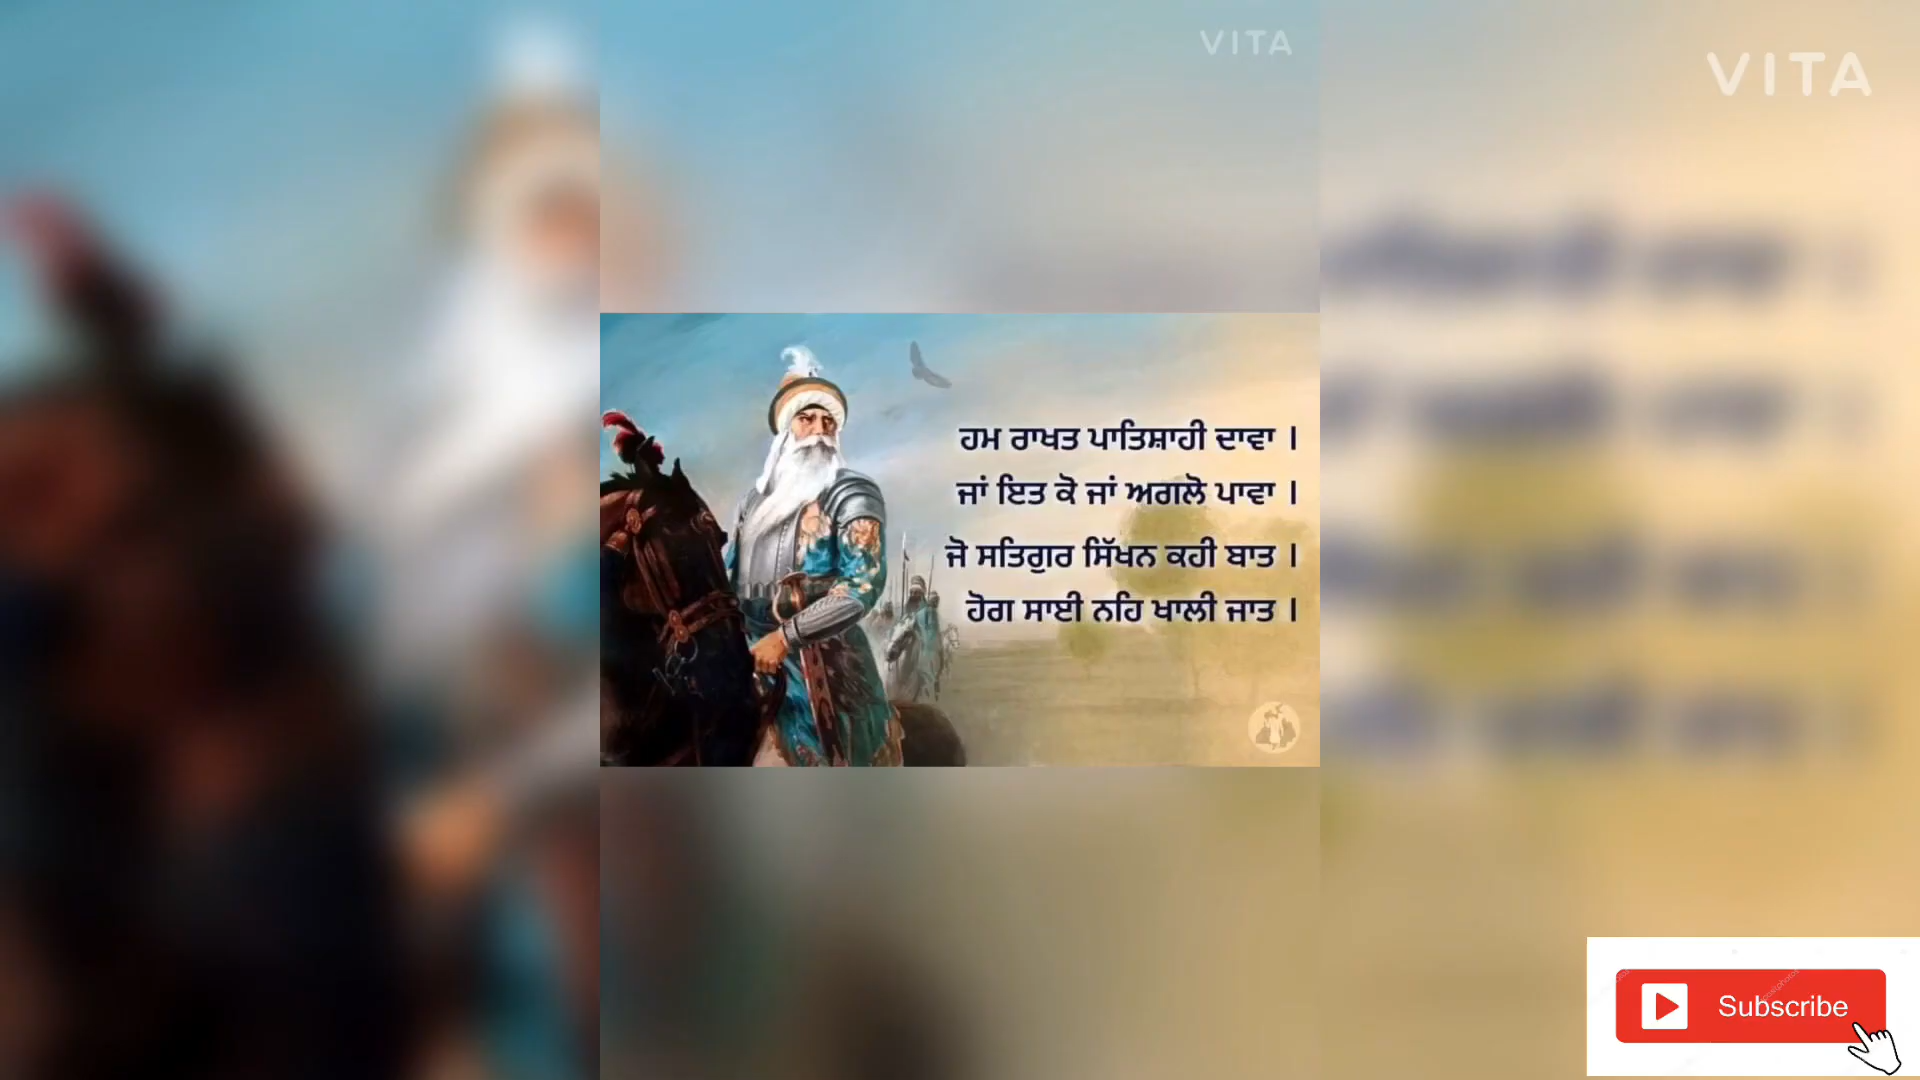 VITA
VITA
ਹਮ ਰਾਖਤ ਪਾਤਿਸ਼ਾਹੀ ਦਾਵਾ ।
ਜਾਂ ਇਤ ਕੋ ਜਾਂ ਅਗਲੋ ਪਾਵਾ ।
ਜੋ ਸਤਿਗੁਰ ਸਿੱਖਨ ਕਹੀ ਬਾਤ ।
ਹੋਗ ਸਾਈ ਨਹਿ ਖਾਲੀ ਜਾਤ ।
Subscribe